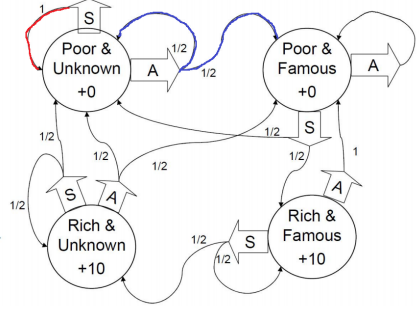 1
S
Poor &
Unknown
+0
A
1/2
1/2
Poor &
Famous
+0
A
S
1/2
1/2
1/2
1/2
1/2
1
S
A
1/2
Rich &
Unknown
+10
A
Rich &
Famous
+10
S
1/2
1/2